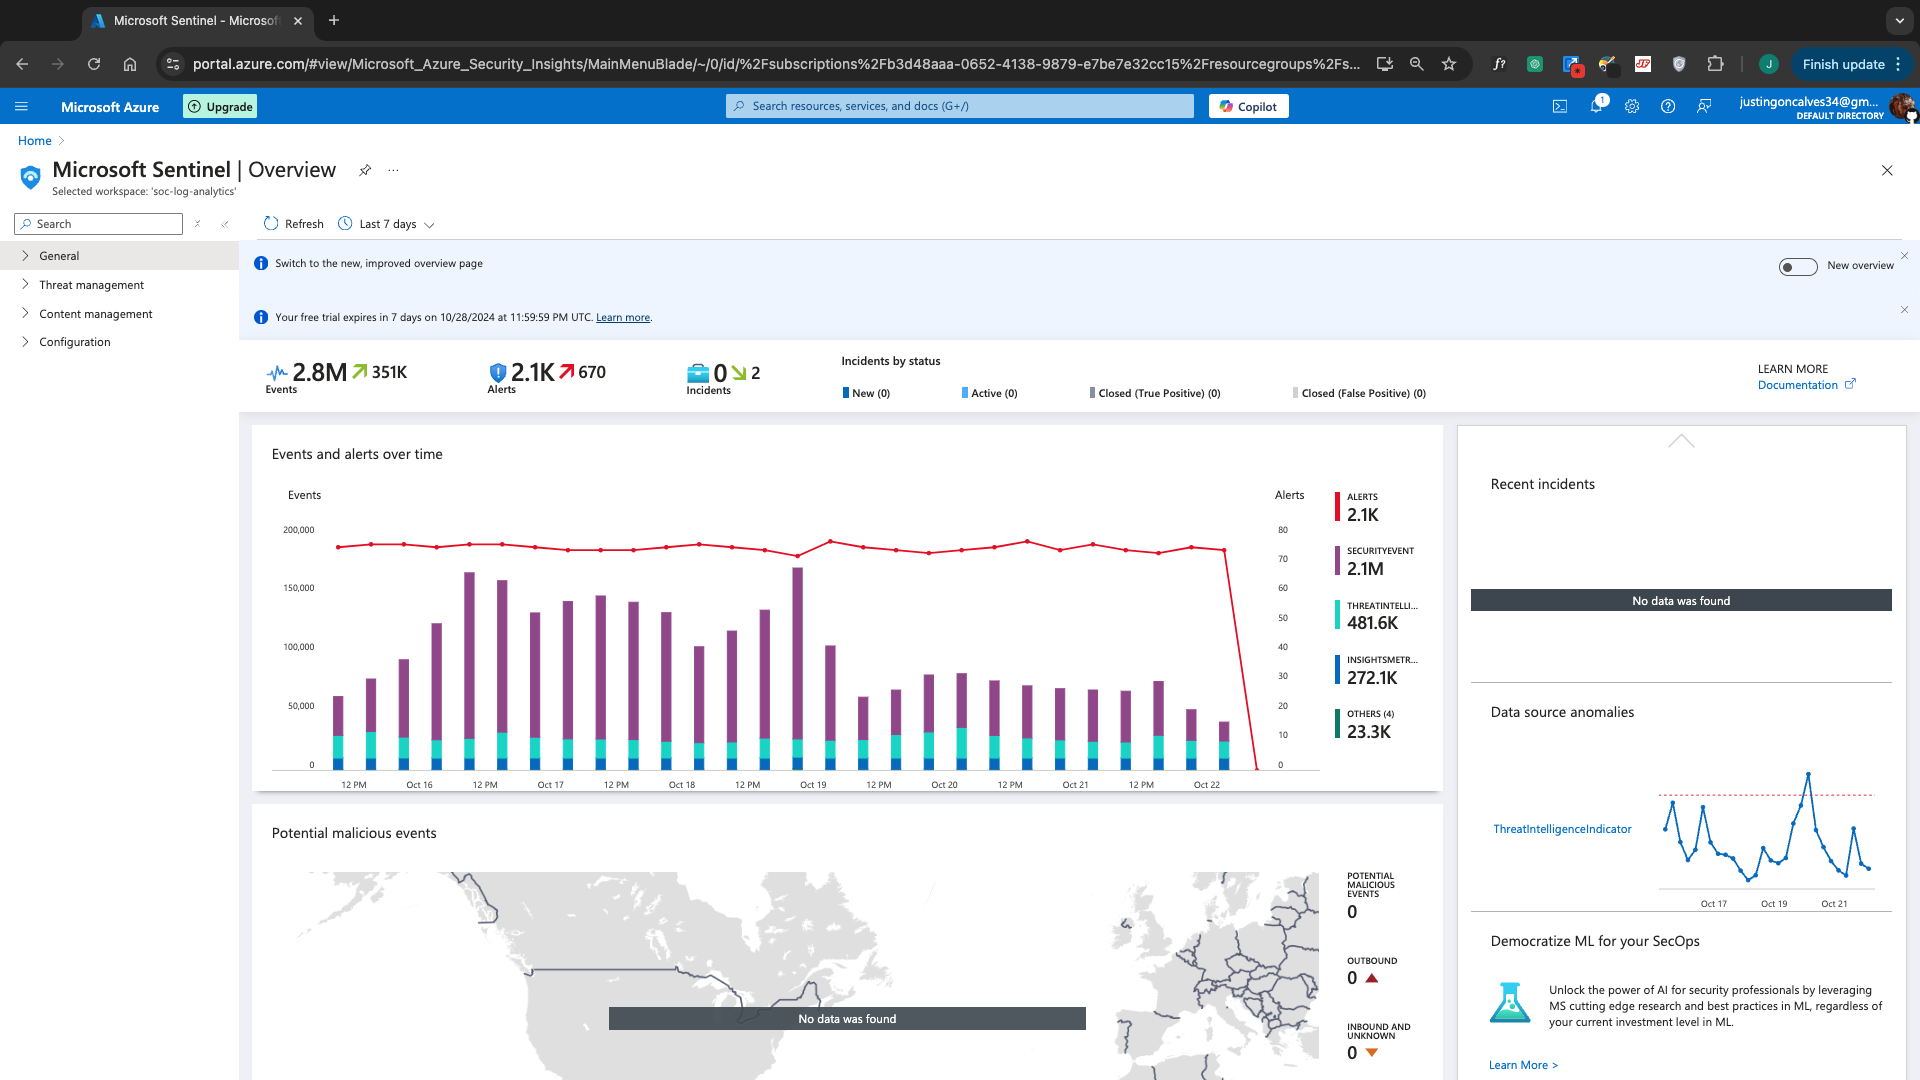 Microsoft Sentinel - Microsof
portal.azure.com/#view/Microsoft_Azure_Security_Insights/MainMenuBlade/~/0/id/%2Fsubscriptions%2Fb3d48aaa-0652-4138-9879-e7be7e32cc15%2Fresourcegroups%2Fs...
f?
J
Finish update
Microsoft Azure
Upgrade
Search resources, services, and docs (G+/)
Copilot
1
justingoncalves34@gm...
DEFAULT DIRECTORY
Home
Microsoft Sentinel | Overview
...
Selected workspace: 'soc-log-analytics'
Search
Refresh
Last 7 days
General
Threat management
Content management
Configuration
Switch to the new, improved overview page
New overview
Your free trial expires in 7 days on 10/28/2024 at 11:59:59 PM UTC. Learn more.
2.8M 351K
Events
2.1K 670
Alerts
0 2
Incidents
Incidents by status
New (0)
Active (0)
Closed (True Positive) (0)
Closed (False Positive) (0)
LEARN MORE
Documentation
Events and alerts over time
Events
Alerts
200,000
150,000
100,000
50,000
0
80
70
60
50
40
30
20
10
0
12 PM
Oct 16
12 PM
Oct 17
12 PM
Oct 18
12 PM
Oct 19
12 PM
Oct 20
12 PM
Oct 21
12 PM
Oct 22
ALERTS
2.1K
SECURITYEVENT
2.1M
THREATINTELLI...
481.6K
INSIGHTSMETR...
272.1K
OTHERS (4)
23.3K
Recent incidents
No data was found
Data source anomalies
ThreatIntelligenceIndicator
Oct 17
Oct 19
Oct 21
Potential malicious events
No data was found
POTENTIAL
MALICIOUS
EVENTS
0
OUTBOUND
0
INBOUND AND
UNKNOWN
0
Democratize ML for your SecOps
Unlock the power of AI for security professionals by leveraging
MS cutting edge research and best practices in ML, regardless of
your current investment level in ML.
Learn More >